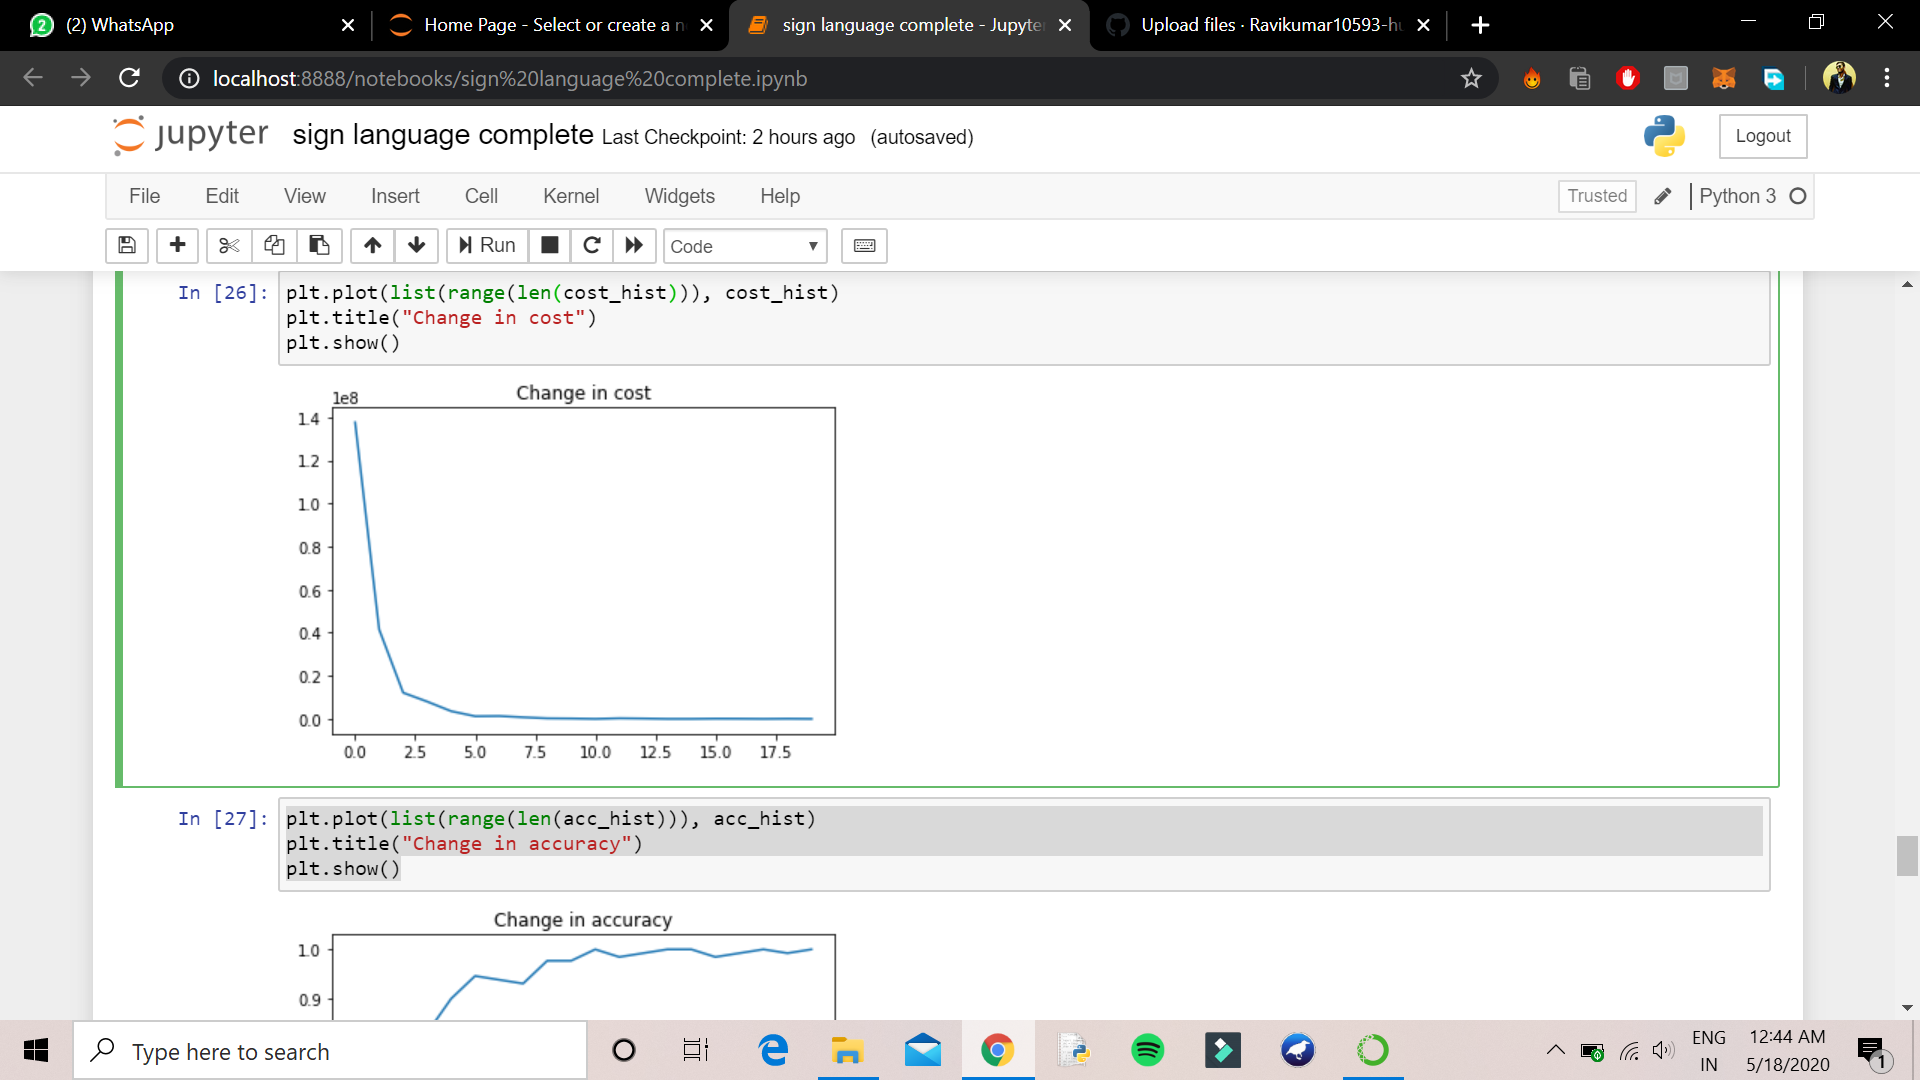 (2) WhatsApp
Home Page - Select or create a n
sign language complete - Jupyter
Upload files · Ravikumar10593-hu
localhost:8888/notebooks/sign%20language%20complete.ipynb
jupyter sign language complete Last Checkpoint: 2 hours ago (autosaved)
Logout
File Edit View Insert Cell Kernel Widgets Help
Trusted
Python 3
Run
Code
In [26]:
plt.plot(list(range(len(cost_hist))), cost_hist)
plt.title("Change in cost")
plt.show()
Change in cost
1e8
1.4
1.2
1.0
0.8
0.6
0.4
0.2
0.0
0.0 2.5 5.0 7.5 10.0 12.5 15.0 17.5
In [27]:
plt.plot(list(range(len(acc_hist))), acc_hist)
plt.title("Change in accuracy")
plt.show()
Change in accuracy
1.0
0.9
Type here to search
ENG
IN
12:44 AM
5/18/2020
1